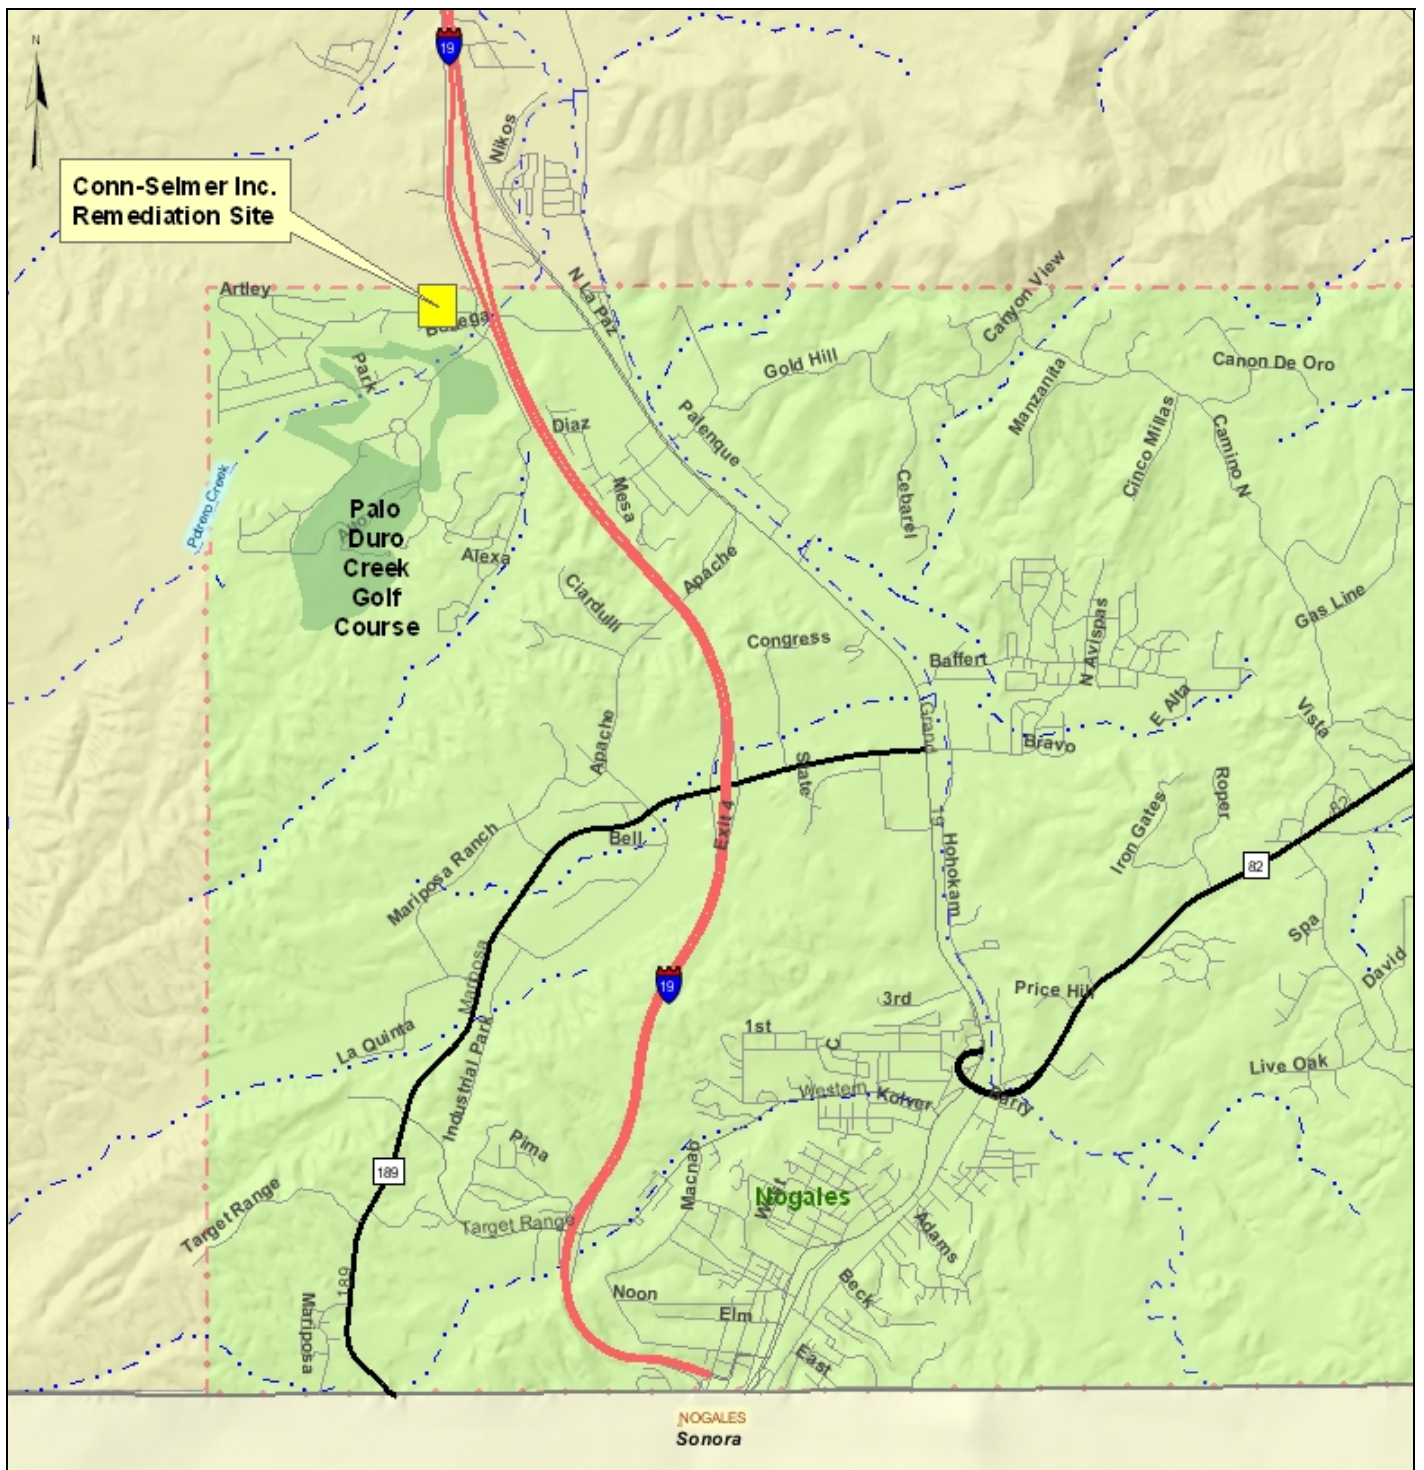 N
19
Nikos
Conn-Selmer Inc.
Remediation Site
Artley
N La Paz
Canyon View
Park
Gold Hill
Canon De Oro
Manzanita
Diaz
Palenque
Cinco Millas
Camino N
Potrero Creek
Mesa
Cebarel
Palo
Duro
Creek
Golf
Course
Alexa
Apache
Ciardulli
Gas Line
Congress
Baffert
N Avispas
E Alta
Vista
Grand
Bravo
Apache
State
Roper
82
Exit 4
19
Iron Gates
Bell
Hohokam
82
Mariposa Ranch
Spa
David
Mariposa
19
Price Hill
3rd
1st
C
La Quinta
Industrial Park
Live Oak
Western
Kolver
Pima
Macnab
189
Nogales
West
Target Range
Target Range
Adams
189
Noon
Beck
Elm
Mariposa
East
NOGALES
Sonora